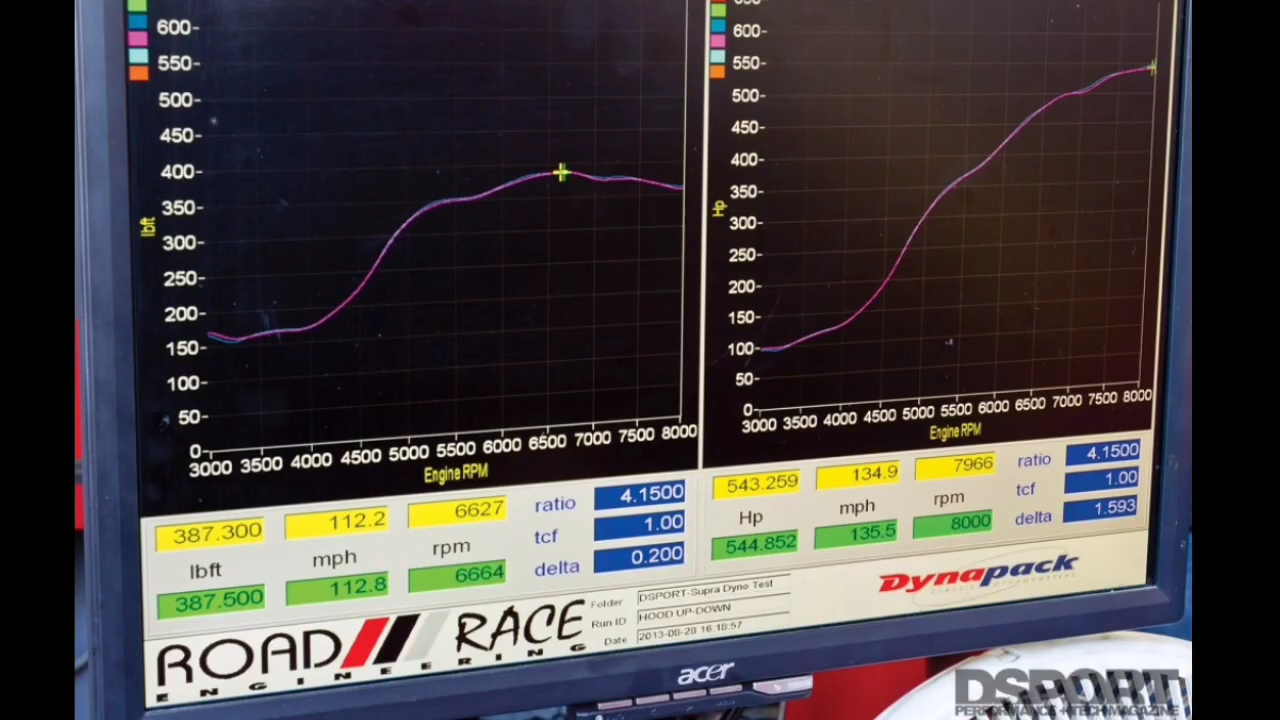 600-
550-
500-
450-
400-
350-
300-
250-
200-
150-
100-
50-
0-
lbft
3000 3500 4000 4500 5000 5500 6000 6500 7000 7500 8000
Engine RPM
600-
550-
500-
450-
400-
350-
300-
250-
200-
150-
100-
50-
0-
Hp
3000 3500 4000 4500 5000 5500 6000 6500 7000 7500 8000
Engine RPM
387.300 112.2 6627 ratio 4.1500
lbft mph rpm tcf 1.00
387.500 112.8 6664 delta 0.200
543.259 134.9 7966 ratio 4.1500
Hp mph rpm tcf 1.00
544.852 135.5 8000 delta 1.593
Folder DSPORT-Supra Dyno Test
Run ID HOOD UP-DOWN
Date 2013-08-28 16:18:57
ROAD RACE
ENGINEERING
Dynapack
acer
DSPORT
PERFORMANCE + TECH MAGAZINE